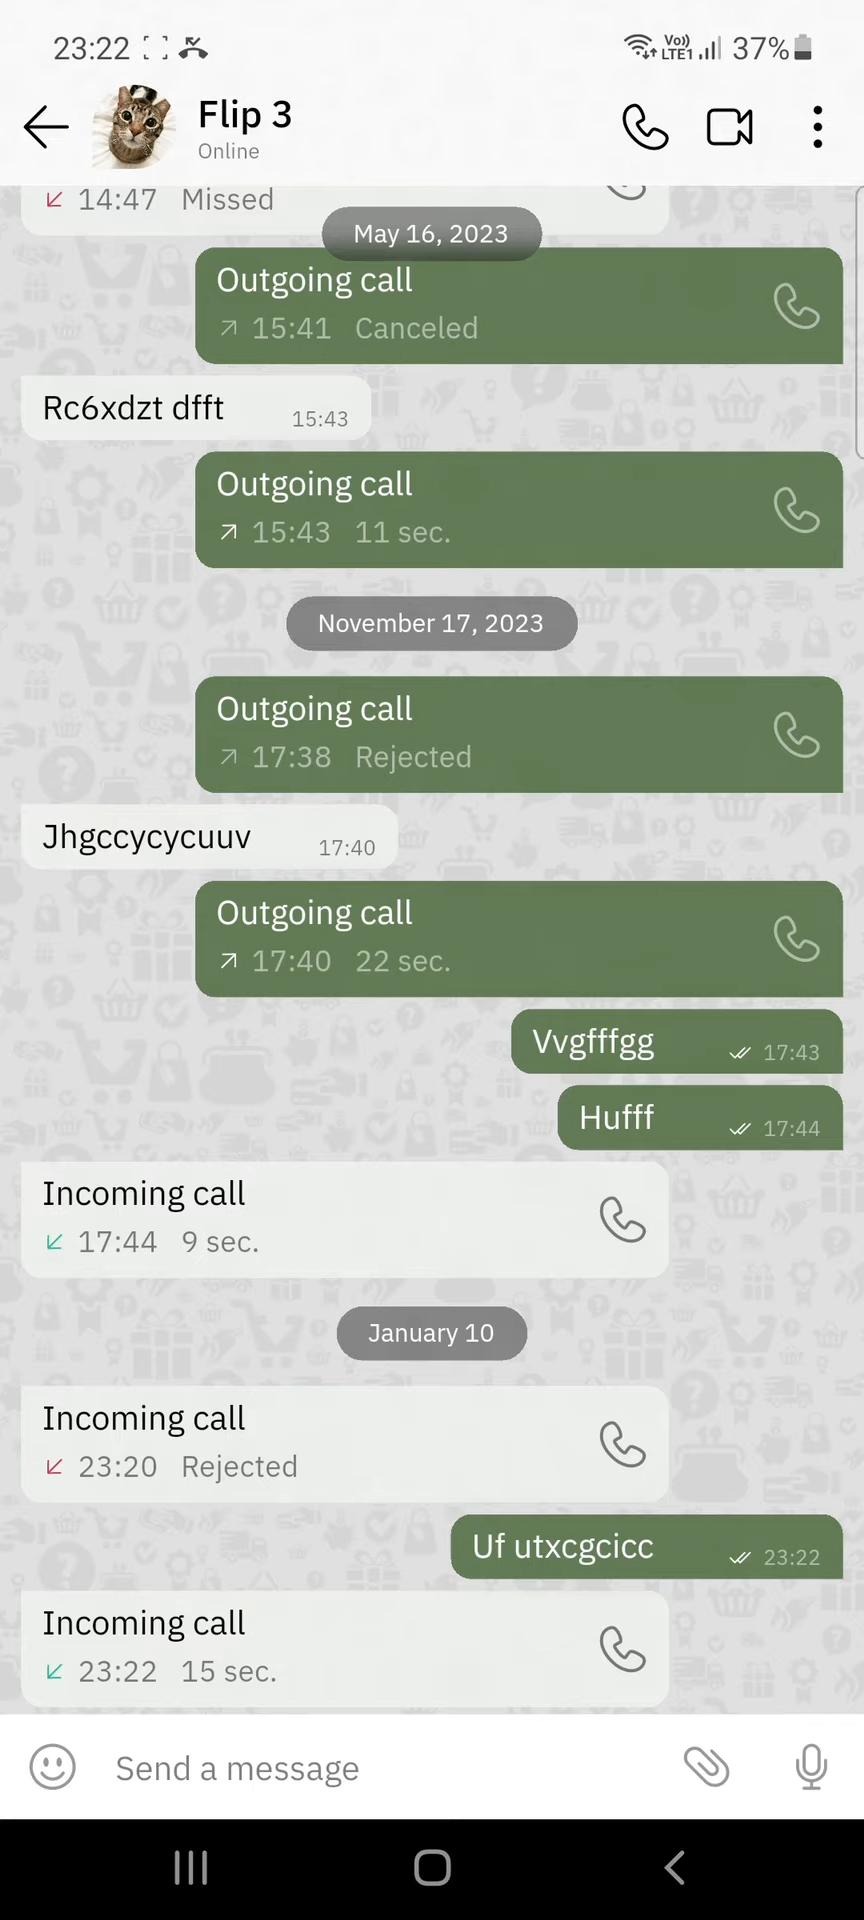 23:22
Vo)) LTE1 37%
Flip 3
Online
14:47 Missed
May 16, 2023
Outgoing call
15:41 Canceled
Rc6xdzt dfft 15:43
Outgoing call
15:43 11 sec.
November 17, 2023
Outgoing call
17:38 Rejected
Jhgccycycuuv 17:40
Outgoing call
17:40 22 sec.
Vvgfffgg 17:43
Hufff 17:44
Incoming call
17:44 9 sec.
January 10
Incoming call
23:20 Rejected
Uf utxcgcicc 23:22
Incoming call
23:22 15 sec.
Send a message